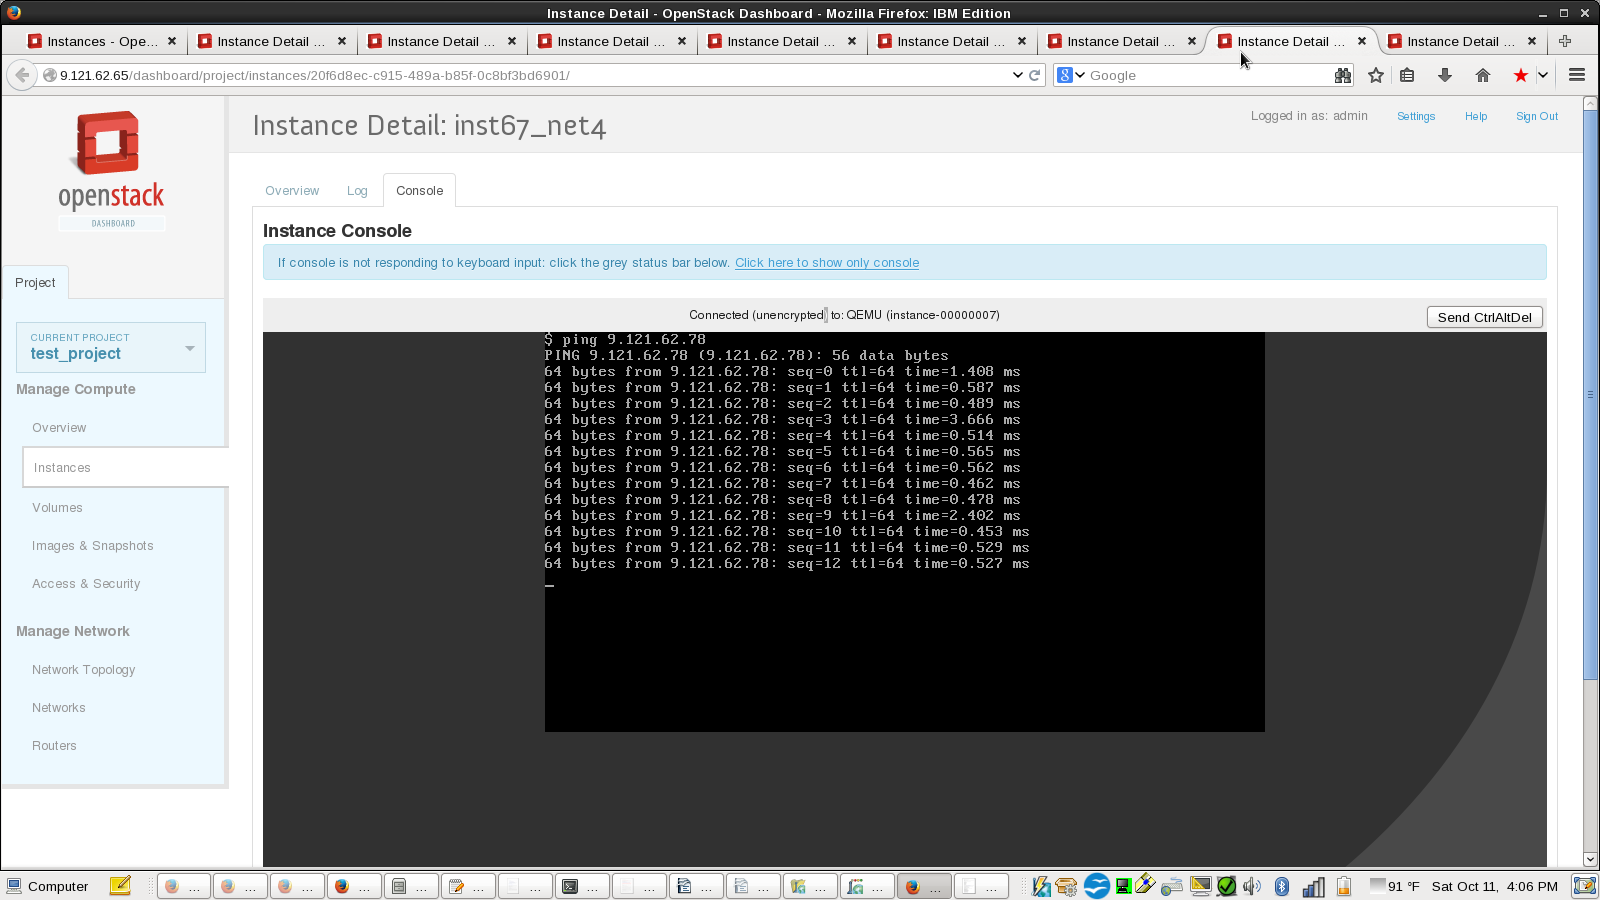 Instance Detail - OpenStack Dashboard - Mozilla Firefox: IBM Edition
Instances - Ope... Instance Detail ... Instance Detail ... Instance Detail ... Instance Detail ... Instance Detail ... Instance Detail ... Instance Detail ... Instance Detail ...
9.121.62.65/dashboard/project/instances/20f6d8ec-c915-489a-b85f-0c8bf3bd6901/
8 Google
Instance Detail: inst67_net4
Logged in as: admin Settings Help Sign Out
openstack
DASHBOARD
Project
CURRENT PROJECT
test_project
Manage Compute
Overview
Instances
Volumes
Images & Snapshots
Access & Security
Manage Network
Network Topology
Networks
Routers
Overview Log Console
Instance Console
If console is not responding to keyboard input: click the grey status bar below. Click here to show only console
Connected (unencrypted) to: QEMU (instance-00000007)
Send CtrlAltDel
$ ping 9.121.62.78
PING 9.121.62.78 (9.121.62.78): 56 data bytes
64 bytes from 9.121.62.78: seq=0 ttl=64 time=1.408 ms
64 bytes from 9.121.62.78: seq=1 ttl=64 time=0.587 ms
64 bytes from 9.121.62.78: seq=2 ttl=64 time=0.489 ms
64 bytes from 9.121.62.78: seq=3 ttl=64 time=3.666 ms
64 bytes from 9.121.62.78: seq=4 ttl=64 time=0.514 ms
64 bytes from 9.121.62.78: seq=5 ttl=64 time=0.565 ms
64 bytes from 9.121.62.78: seq=6 ttl=64 time=0.562 ms
64 bytes from 9.121.62.78: seq=7 ttl=64 time=0.462 ms
64 bytes from 9.121.62.78: seq=8 ttl=64 time=0.478 ms
64 bytes from 9.121.62.78: seq=9 ttl=64 time=2.402 ms
64 bytes from 9.121.62.78: seq=10 ttl=64 time=0.453 ms
64 bytes from 9.121.62.78: seq=11 ttl=64 time=0.529 ms
64 bytes from 9.121.62.78: seq=12 ttl=64 time=0.527 ms
Computer ... ... ... ... ... ... ... ... ... ... ... ... ... ... ... 91 °F Sat Oct 11, 4:06 PM